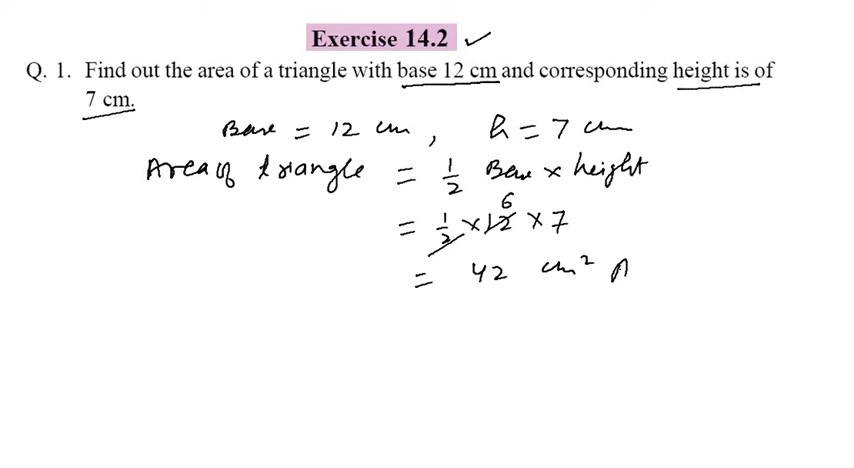 Exercise 14.2
Q. 1. Find out the area of a triangle with base 12 cm and corresponding height is of
7 cm.
Base = 12 cm, h = 7 cm
Area of triangle = 1/2 Base × height
= 1/2 × 12 × 7
6
= 42 cm² A